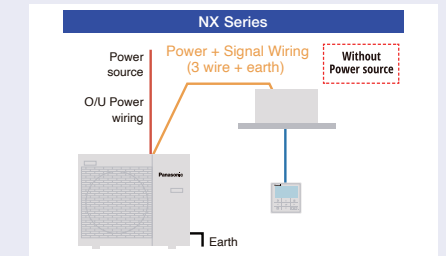 NX Series
Power
source
Power + Signal Wiring
(3 wire + earth)
Without
Power source
O/U Power
wiring
Panasonic
Earth